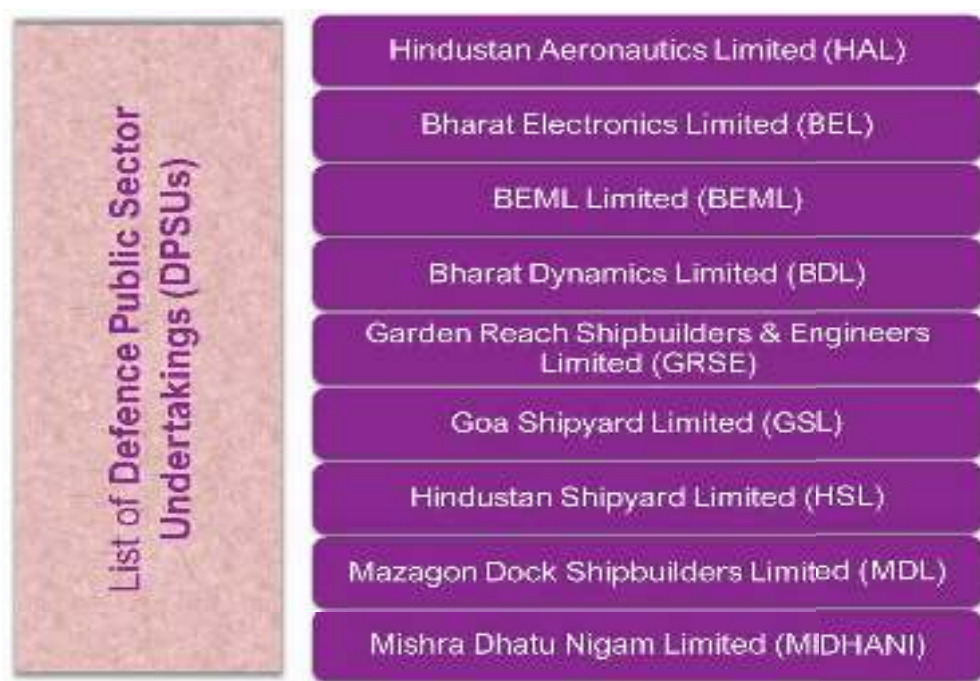 List of Defence Public Sector
Undertakings (DPSUs)
Hindustan Aeronautics Limited (HAL)
Bharat Electronics Limited (BEL)
BEML Limited (BEML)
Bharat Dynamics Limited (BDL)
Garden Reach Shipbuilders & Engineers
Limited (GRSE)
Goa Shipyard Limited (GSL)
Hindustan Shipyard Limited (HSL)
Mazagon Dock Shipbuilders Limited (MDL)
Mishra Dhatu Nigam Limited (MIDHANI)